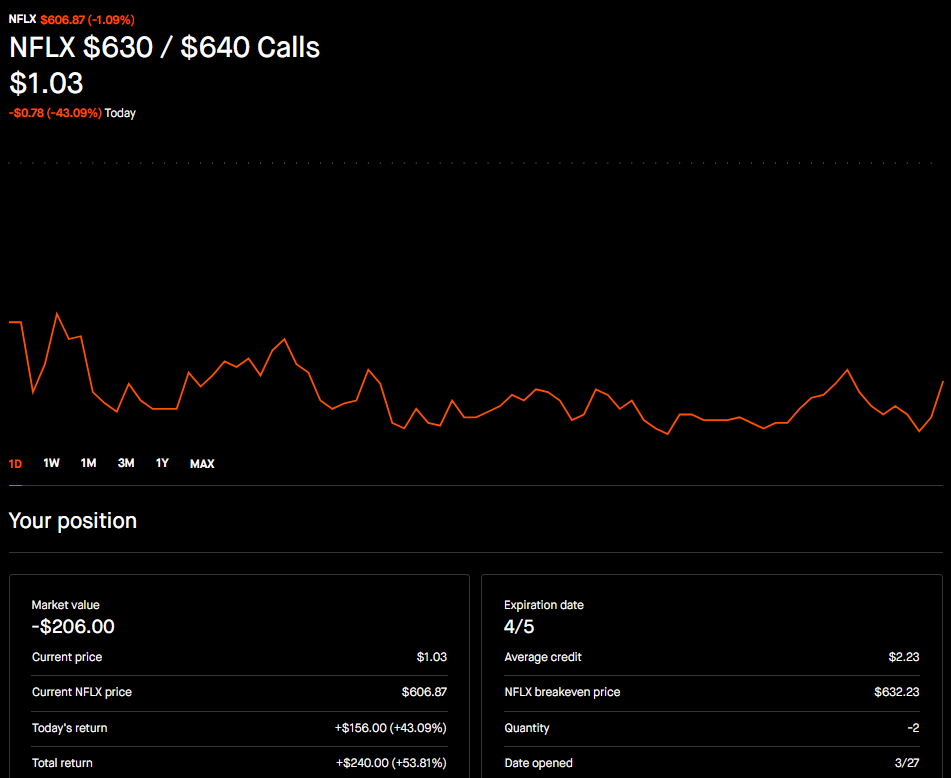 NFLX $606.87 (-1.09%)
NFLX $630 / $640 Calls
$1.03
-$0.78 (-43.09%) Today
1D 1W 1M 3M 1Y MAX
Your position
Market value
-$206.00
Current price $1.03
Current NFLX price $606.87
Today's return +$156.00 (+43.09%)
Total return +$240.00 (+53.81%)
Expiration date
4/5
Average credit $2.23
NFLX breakeven price $632.23
Quantity -2
Date opened 3/27